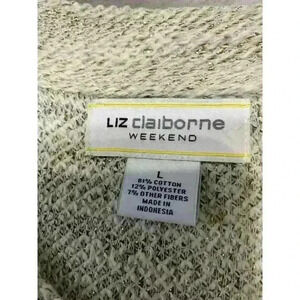 LIZ claiborne
WEEKEND
L
81% COTTON
12% POLYESTER
7% OTHER FIBERS
MADE IN
INDONESIA